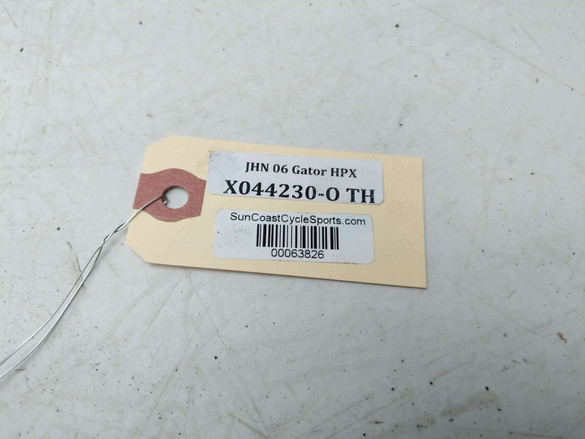 JHN 06 Gator HPX
X044230-O TH
SunCoastCycleSports.com
00063826